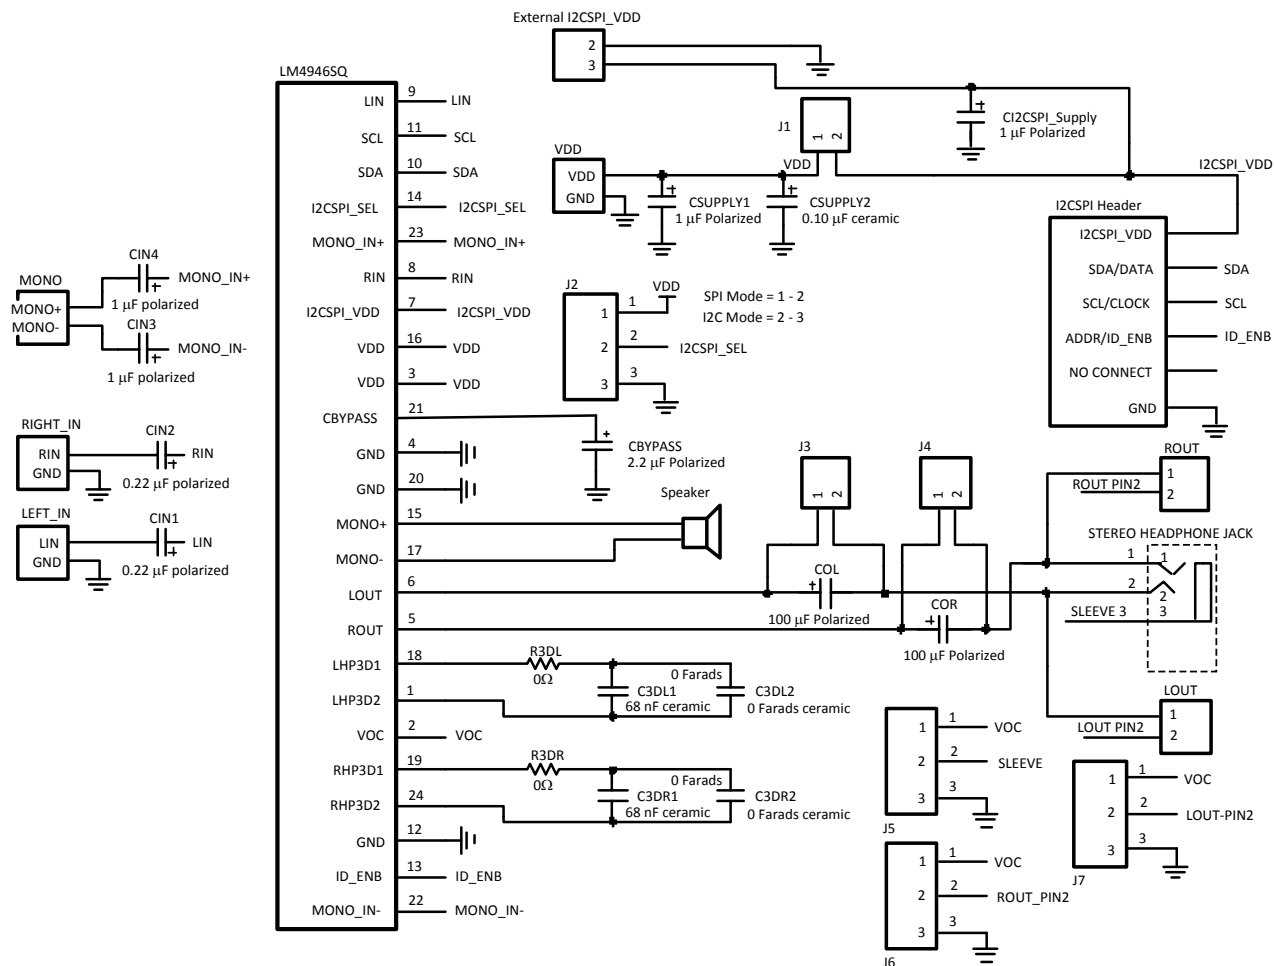 External I2CSPI_VDD
2
3
LM4946SQ
LIN 9 LIN
SCL 11 SCL
SDA 10 SDA
I2CSPI_SEL 14 I2CSPI_SEL
MONO_IN+ 23 MONO_IN+
RIN 8 RIN
I2CSPI_VDD 7 I2CSPI_VDD
VDD 16 VDD
VDD 3 VDD
CBYPASS 21
GND 4
GND 20
MONO+ 15
MONO- 17
LOUT 6
ROUT 5
LHP3D1 18
LHP3D2 1
VOC 2 VOC
RHP3D1 19
RHP3D2 24
GND 12
ID_ENB 13 ID_ENB
MONO_IN- 22 MONO_IN-
MONO
MONO+
MONO-
CIN4
+
MONO_IN+
1 µF polarized
CIN3
+
MONO_IN-
1 µF polarized
RIGHT_IN
RIN
GND
CIN2
+
RIN
0.22 µF polarized
LEFT_IN
LIN
GND
CIN1
+
LIN
0.22 µF polarized
J1
1 2
VDD
VDD
VDD
GND
+
CSUPPLY1
1 µF Polarized
+
CSUPPLY2
0.10 µF ceramic
+
CI2CSPI_Supply
1 µF Polarized
I2CSPI_VDD
I2CSPI Header
I2CSPI_VDD
SDA/DATA SDA
SCL/CLOCK SCL
ADDR/ID_ENB ID_ENB
NO CONNECT
GND
J2
VDD
1 1
2 2 I2CSPI_SEL
3 3
SPI Mode = 1 - 2
I2C Mode = 2 - 3
+
CBYPASS
2.2 µF Polarized
Speaker
J3
1 2
J4
1 2
COL
+
100 µF Polarized
COR
+
100 µF Polarized
ROUT
1
2
ROUT PIN2
STEREO HEADPHONE JACK
1 1
2 2
SLEEVE 3 3
LOUT
1
2
LOUT PIN2
R3DL
0Ω
C3DL1
68 nF ceramic
0 Farads
C3DL2
0 Farads ceramic
R3DR
0Ω
C3DR1
68 nF ceramic
0 Farads
C3DR2
0 Farads ceramic
1 1 VOC
2 2 SLEEVE
3 3
J5
1 1 VOC
2 2 ROUT_PIN2
3 3
J6
1 1 VOC
2 2 LOUT-PIN2
3 3
J7